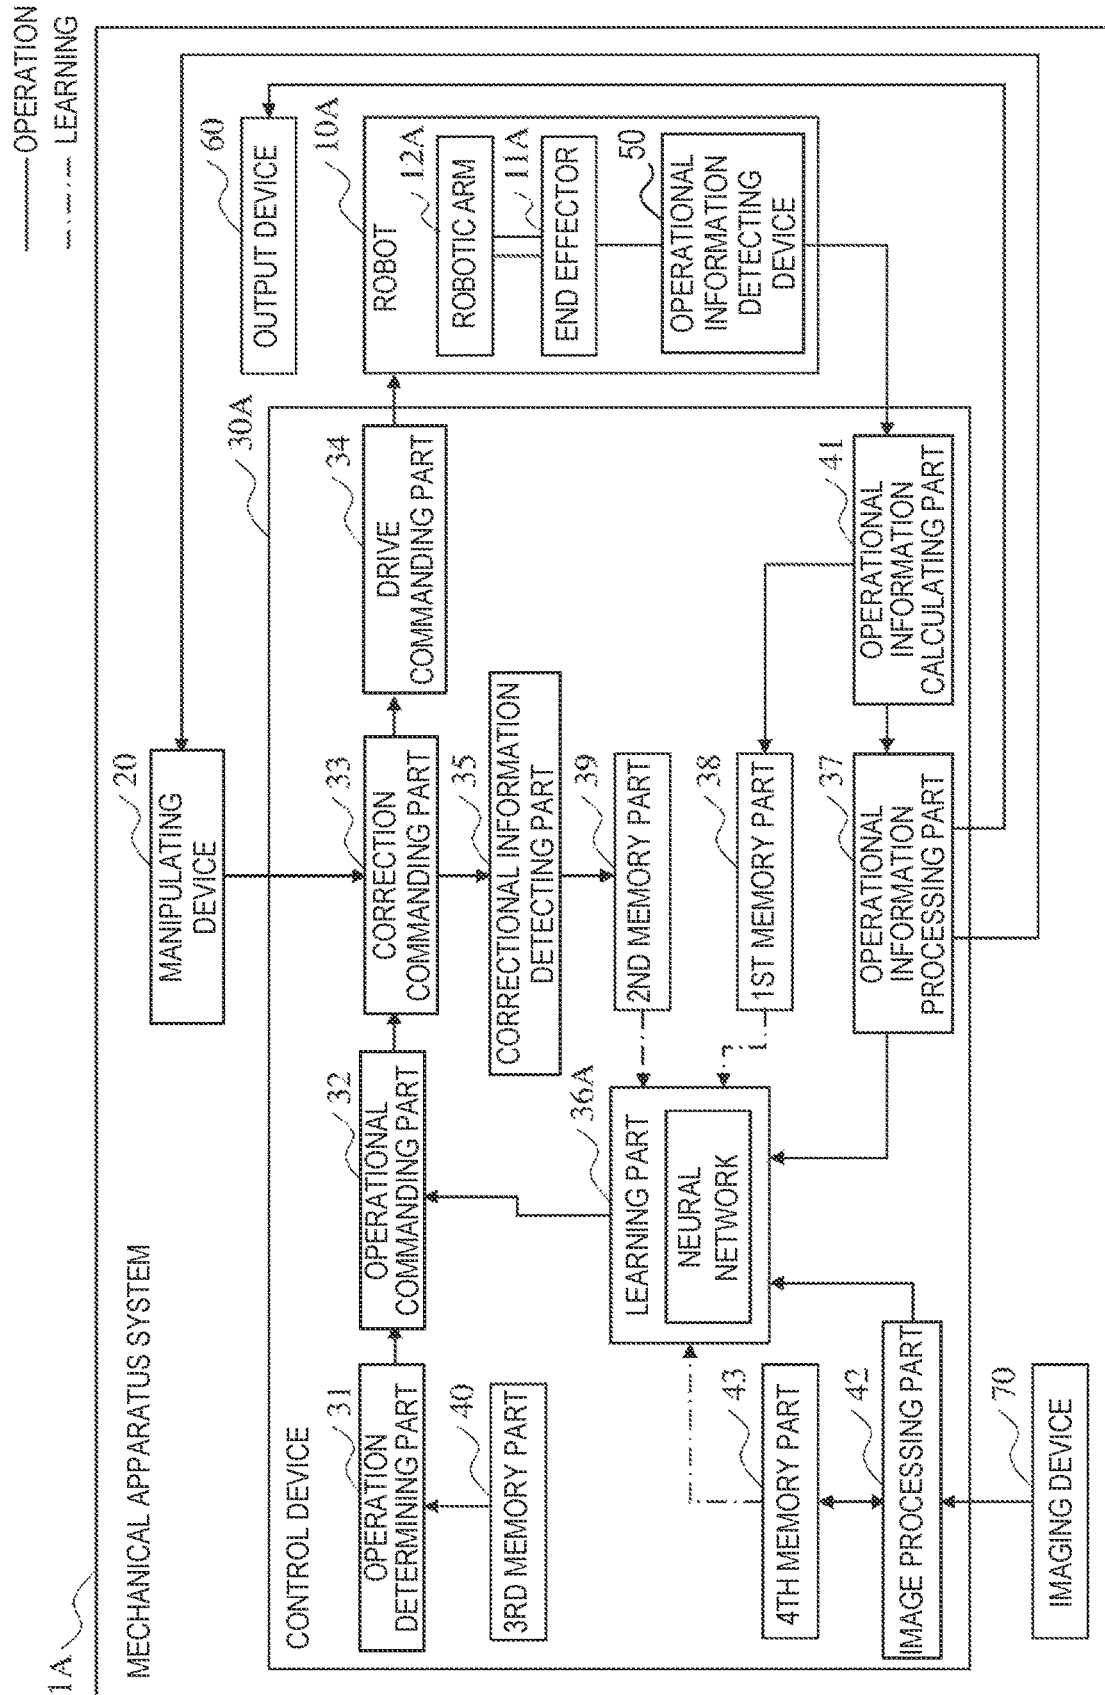 1A
MECHANICAL APPARATUS SYSTEM
OPERATION
LEARNING
20
MANIPULATING
DEVICE
60
OUTPUT DEVICE
CONTROL DEVICE
30A
31
OPERATION
DETERMINING PART
32
OPERATIONAL
COMMANDING PART
33
CORRECTION
COMMANDING PART
34
DRIVE
COMMANDING PART
10A
ROBOT
12A
ROBOTIC ARM
11A
END EFFECTOR
50
OPERATIONAL
INFORMATION
DETECTING
DEVICE
40
3RD MEMORY PART
35
CORRECTIONAL INFORMATION
DETECTING PART
39
2ND MEMORY PART
36A
LEARNING PART
NEURAL
NETWORK
38
1ST MEMORY PART
43
4TH MEMORY PART
42
IMAGE PROCESSING PART
37
OPERATIONAL
INFORMATION
PROCESSING PART
41
OPERATIONAL
INFORMATION
CALCULATING PART
70
IMAGING DEVICE